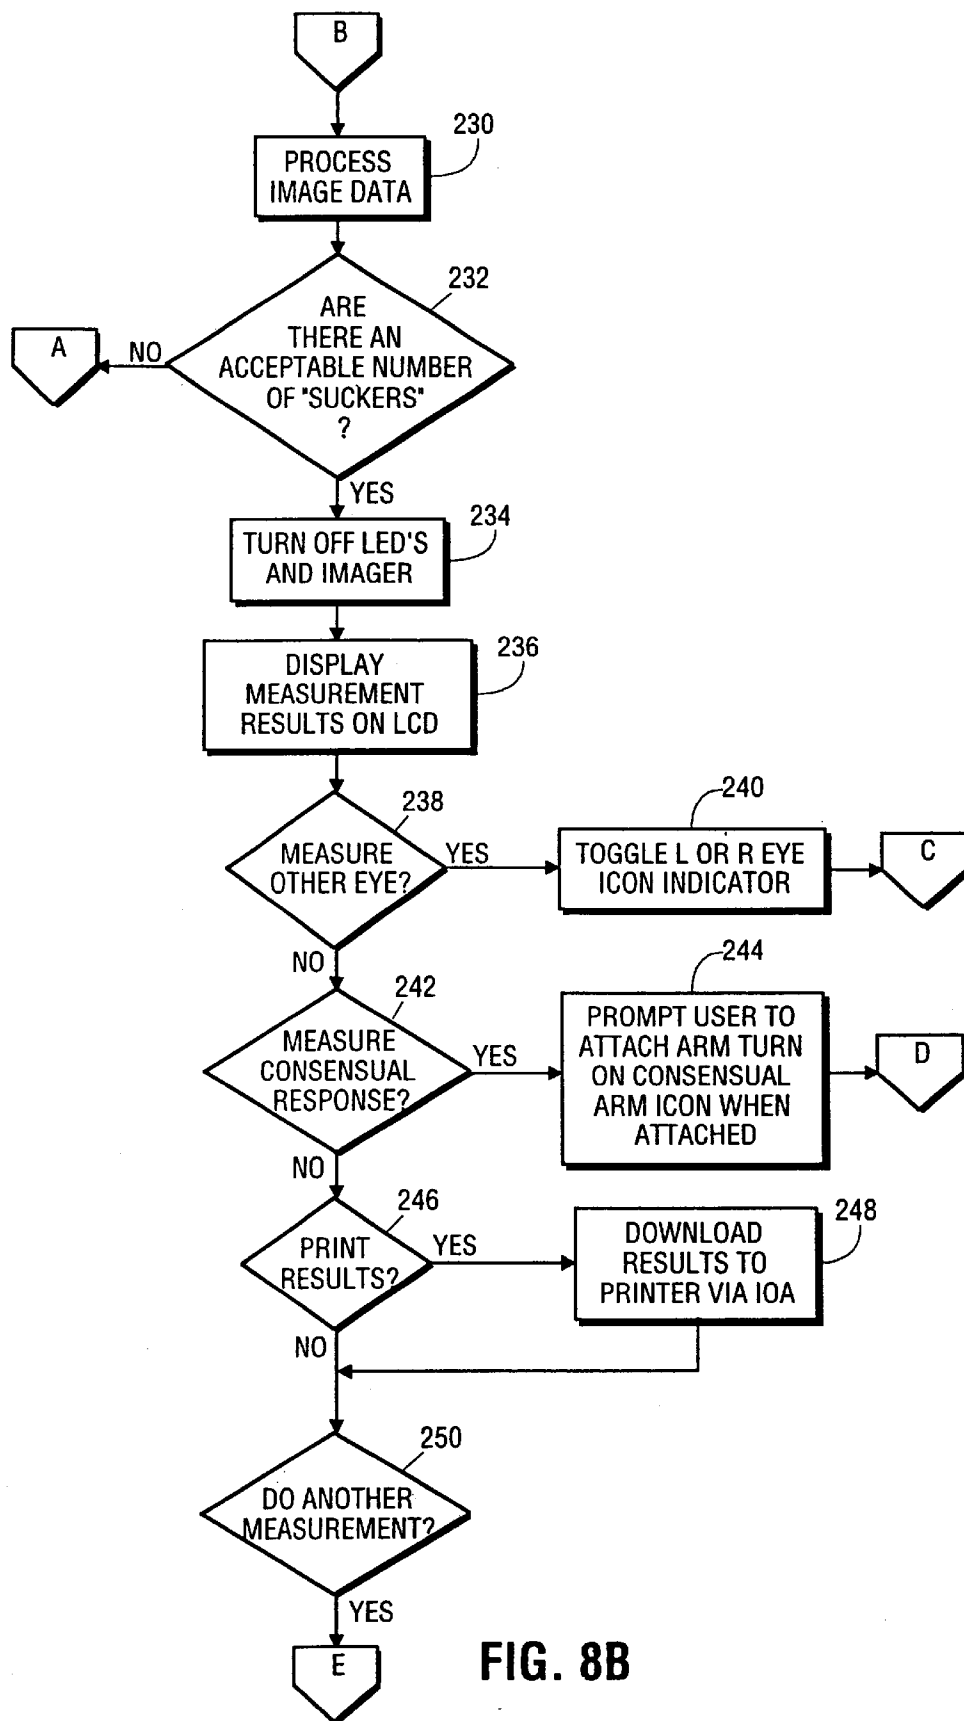 B
230
PROCESS
IMAGE DATA
232
ARE
THERE AN
ACCEPTABLE NUMBER
OF "SUCKERS"
?
NO
A
YES
234
TURN OFF LED'S
AND IMAGER
236
DISPLAY
MEASUREMENT
RESULTS ON LCD
238
MEASURE
OTHER EYE?
YES
240
TOGGLE L OR R EYE
ICON INDICATOR
C
NO
242
MEASURE
CONSENSUAL
RESPONSE?
YES
244
PROMPT USER TO
ATTACH ARM TURN
ON CONSENSUAL
ARM ICON WHEN
ATTACHED
D
NO
246
PRINT
RESULTS?
YES
248
DOWNLOAD
RESULTS TO
PRINTER VIA IOA
NO
250
DO ANOTHER
MEASUREMENT?
YES
E
FIG. 8B